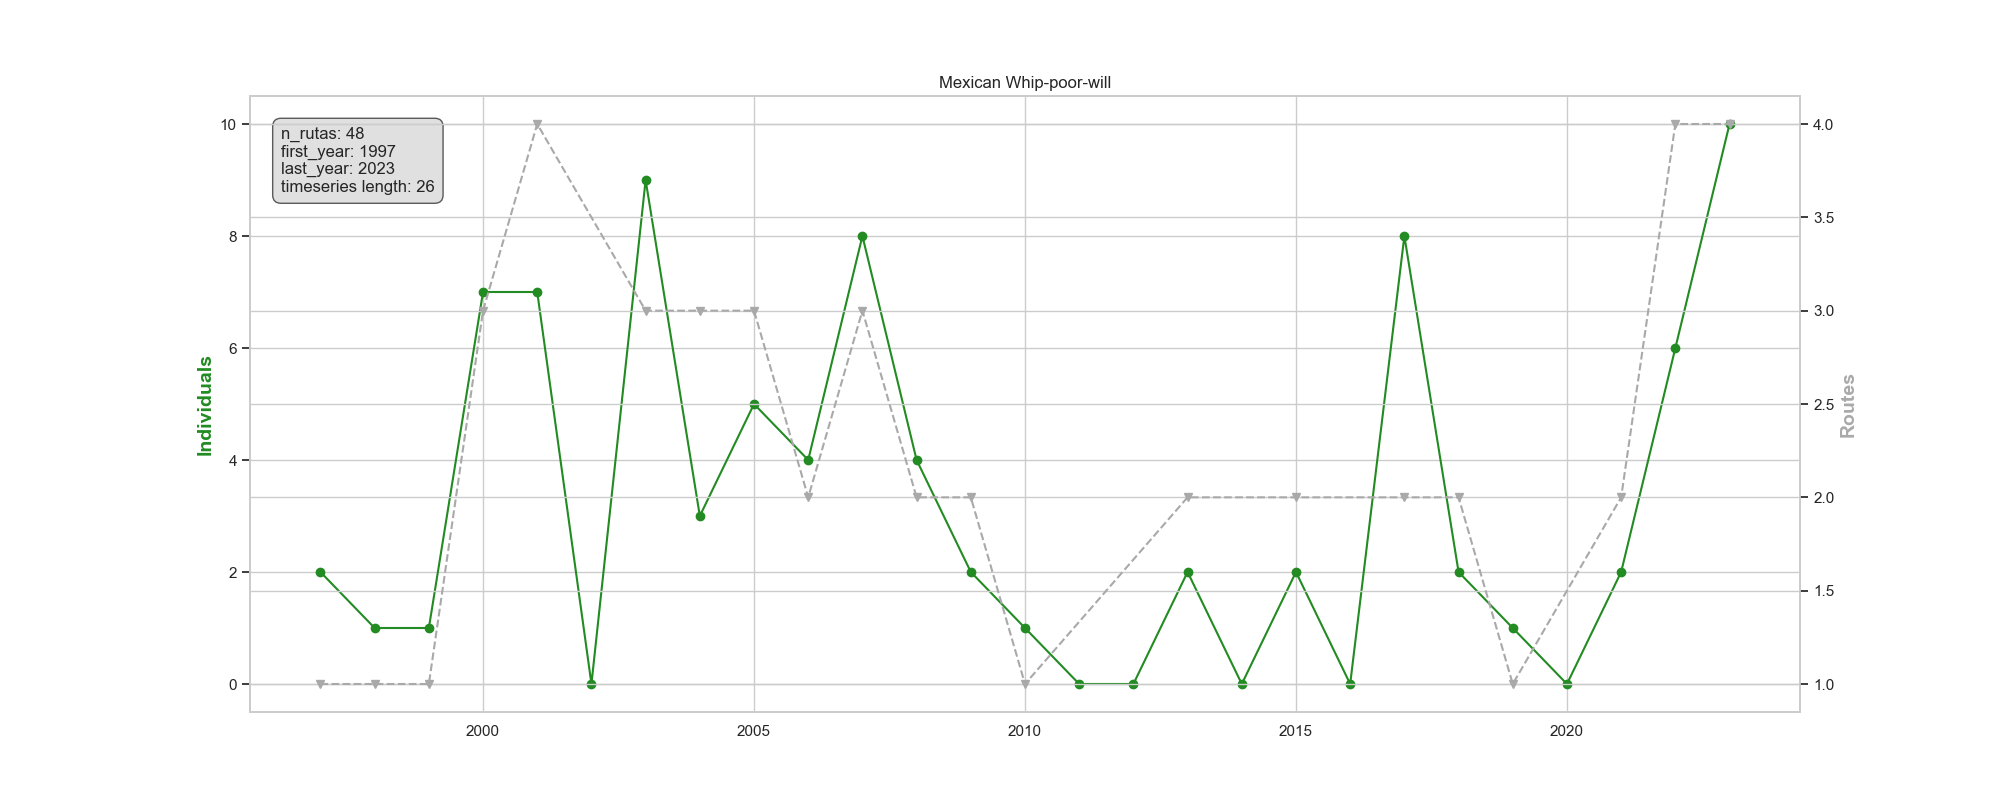 Mexican Whip-poor-will
n_rutas: 48
first_year: 1997
last_year: 2023
timeseries length: 26
10
8
6
4
2
0
Individuals
4.0
3.5
3.0
2.5
2.0
1.5
1.0
Routes
2000
2005
2010
2015
2020